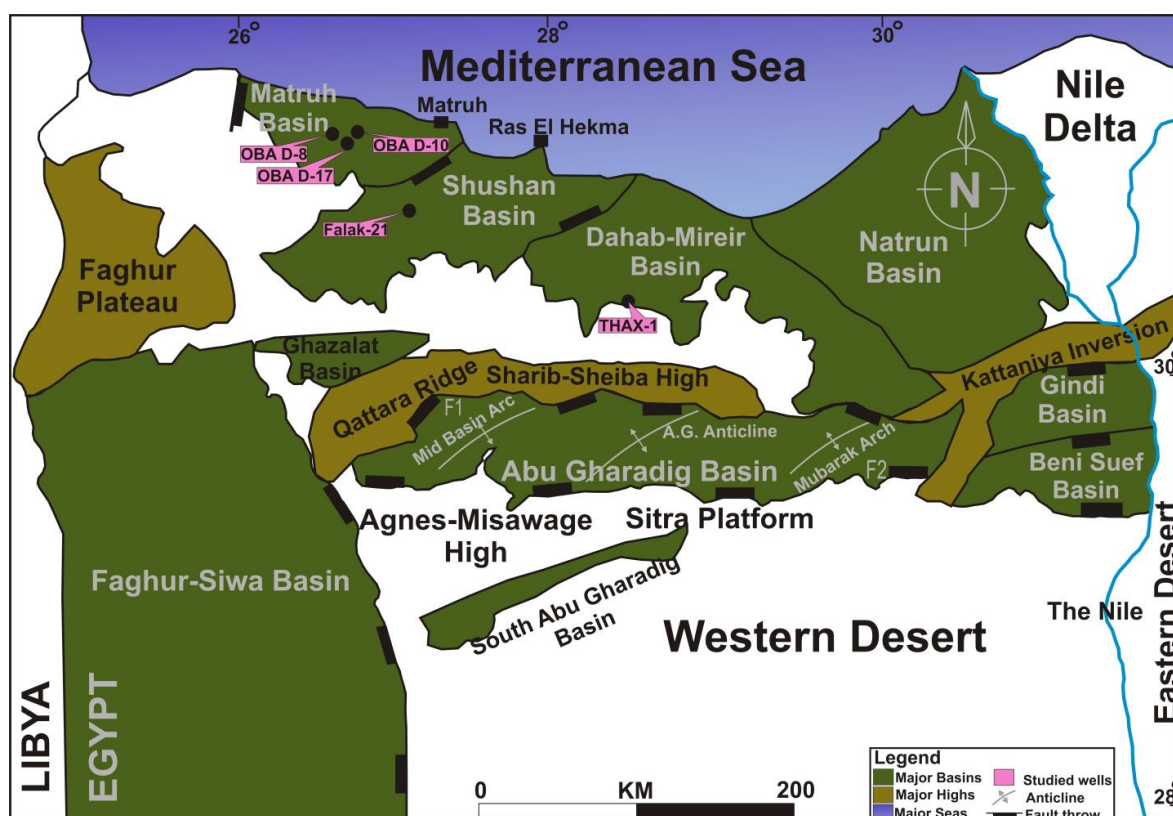 26°
28°
30°
Mediterranean Sea
Nile
Delta
Matruh
Basin
Matruh
Ras El Hekma
OBA D-8
OBA D-10
OBA D-17
Shushan
Basin
Falak-21
N
Dahab-Mireir
Basin
Natrun
Basin
Faghur
Plateau
THAX-1
Ghazalat
Basin
Kattaniya Inversion
30
Qattara Ridge
Sharib-Sheiba High
Gindi
Basin
F1
Mid Basin Arc
A.G. Anticline
Mubarak Arch
F2
Abu Gharadig Basin
Beni Suef
Basin
Agnes-Misawage
High
Sitra Platform
Faghur-Siwa Basin
South Abu Gharadig
Basin
Western Desert
The Nile
Eastern Desert
LIBYA
EGYPT
0
KM
200
Legend
Major Basins
Studied wells
Major Highs
Anticline
Major Seas
Fault throw
28